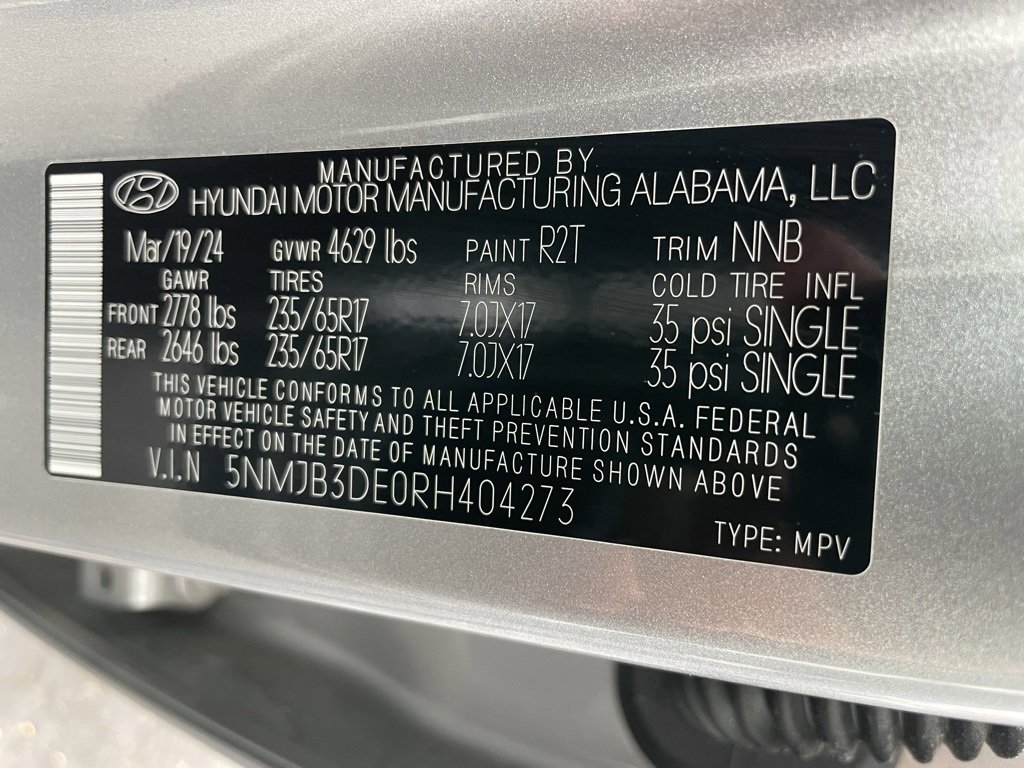 MANUFACTURED BY
HYUNDAI MOTOR MANUFACTURING ALABAMA, LLC
Mar/19/24 GVWR 4629 lbs PAINT R2T TRIM NNB
GAWR TIRES RIMS COLD TIRE INFL
FRONT 2778 lbs 235/65R17 7.0JX17 35 psi SINGLE
REAR 2646 lbs 235/65R17 7.0JX17 35 psi SINGLE
THIS VEHICLE CONFORMS TO ALL APPLICABLE U.S.A. FEDERAL
MOTOR VEHICLE SAFETY AND THEFT PREVENTION STANDARDS
IN EFFECT ON THE DATE OF MANUFACTURE SHOWN ABOVE
V.I.N 5NMJB3DE0RH404273
TYPE: MPV